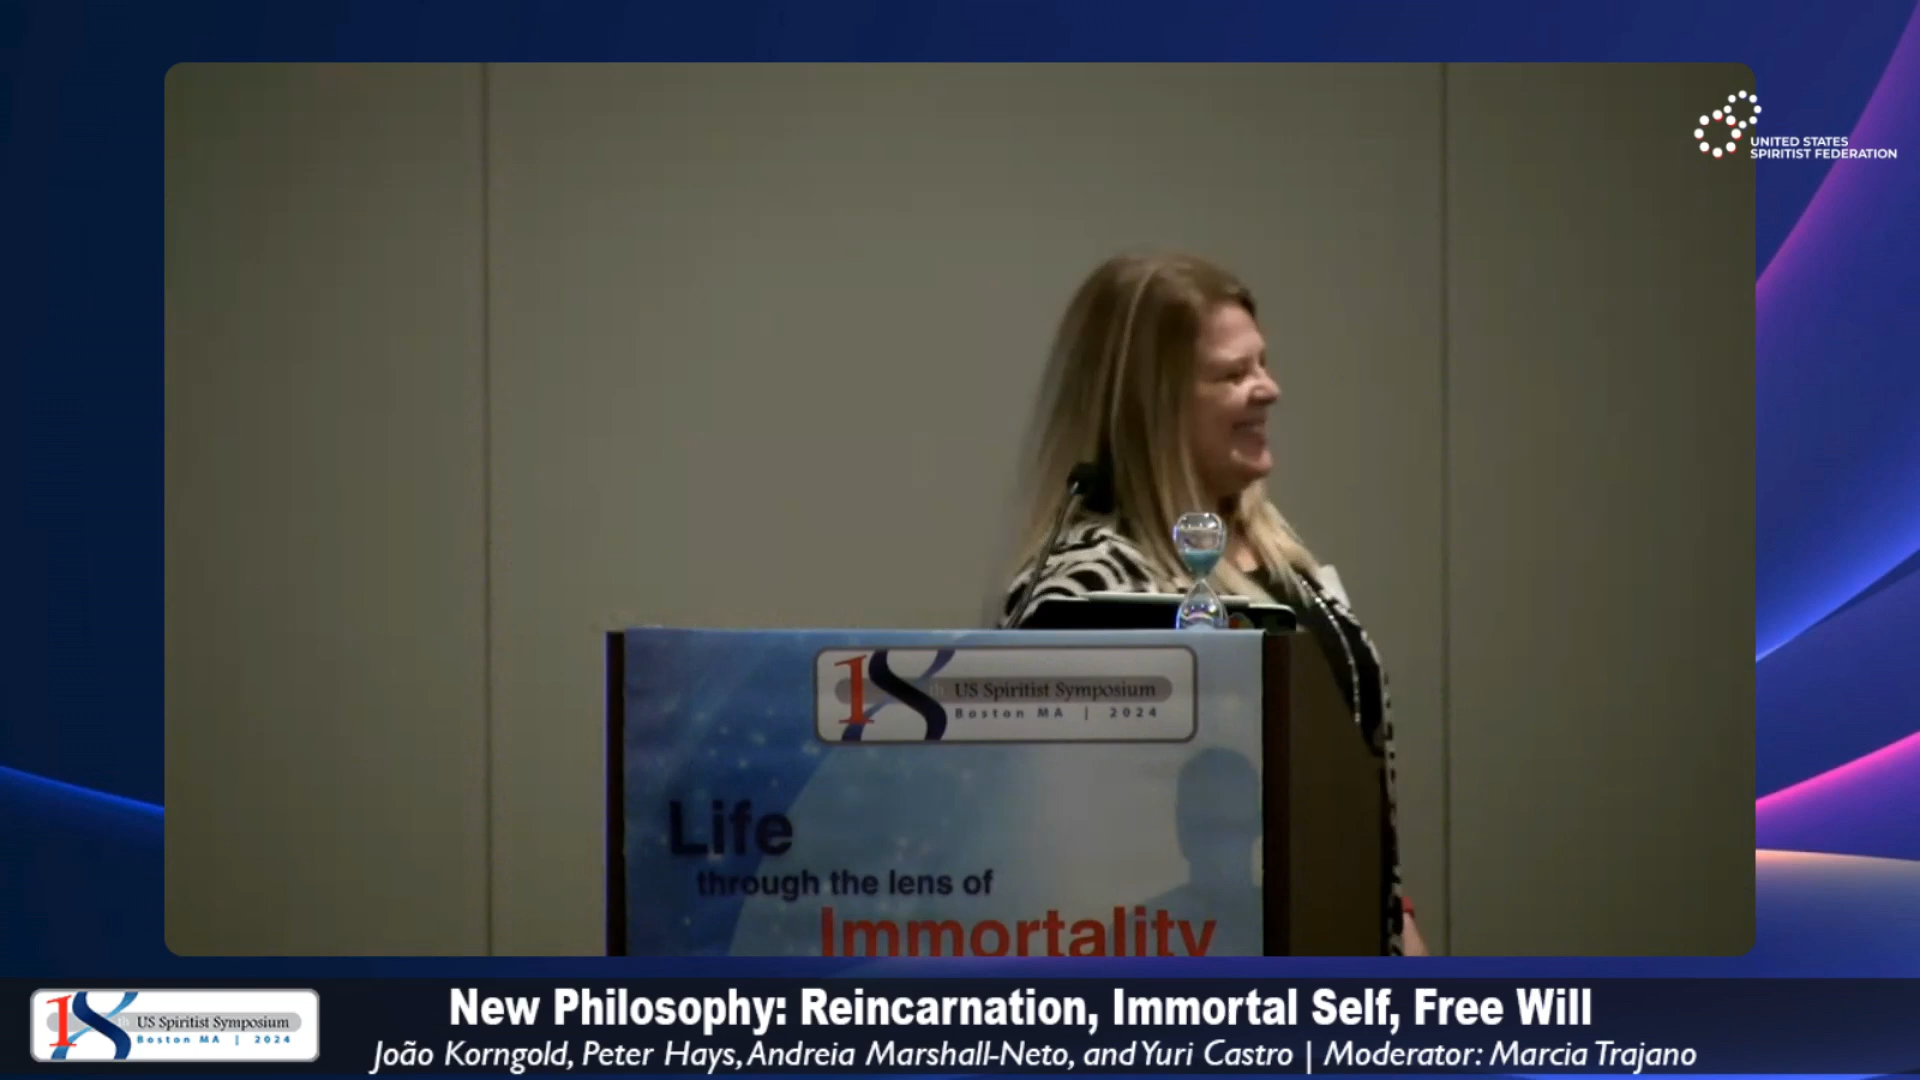 UNITED STATES
SPIRITIST FEDERATION
18th US Spiritist Symposium
Boston MA | 2024
Life
through the lens of
Immortality
18th US Spiritist Symposium
Boston MA | 2024
New Philosophy: Reincarnation, Immortal Self, Free Will
João Korngold, Peter Hays, Andreia Marshall-Neto, and Yuri Castro | Moderator: Marcia Trajano